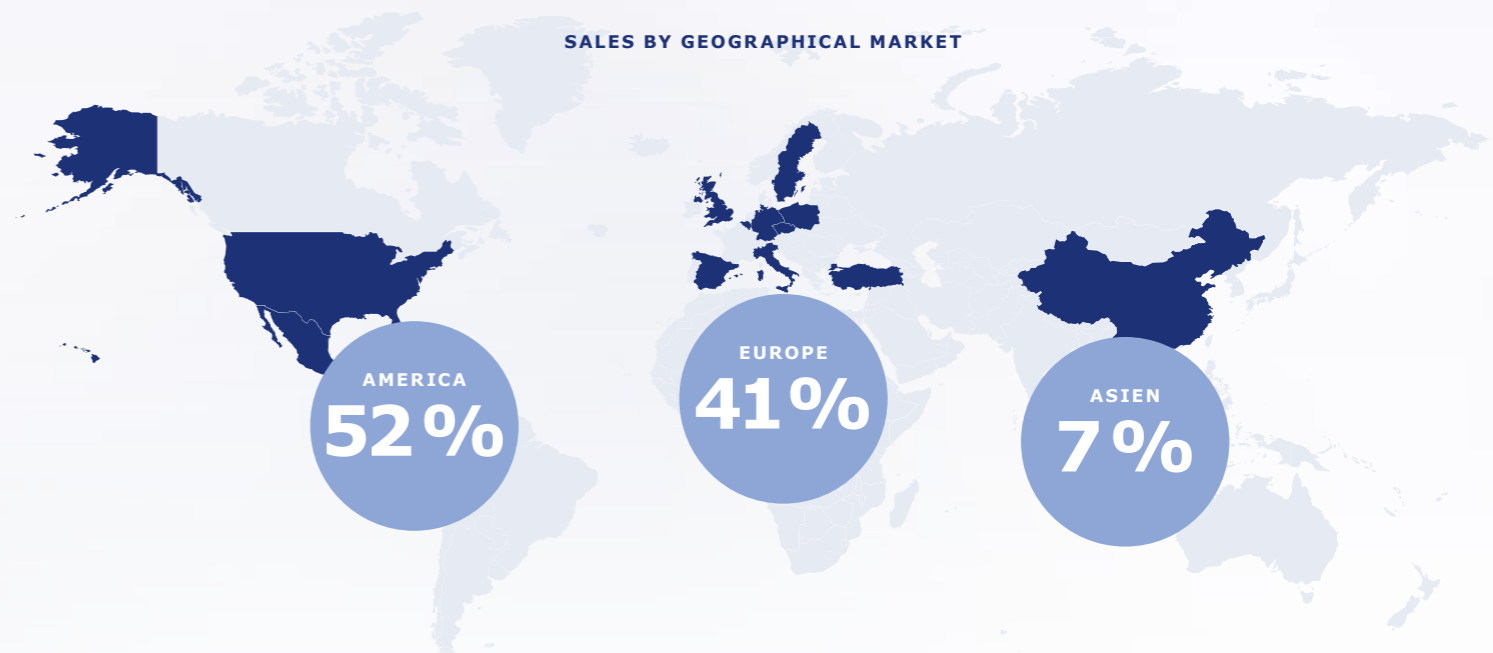 SALES BY GEOGRAPHICAL MARKET
AMERICA
52%
EUROPE
41%
ASIEN
7%